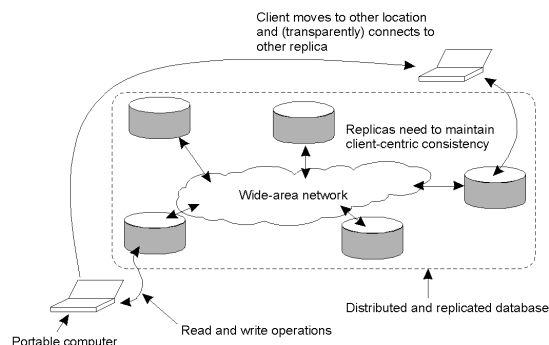 Client moves to other location
and (transparently) connects to
other replica
Replicas need to maintain
client-centric consistency
Wide-area network
Distributed and replicated database
Read and write operations
Portable computer